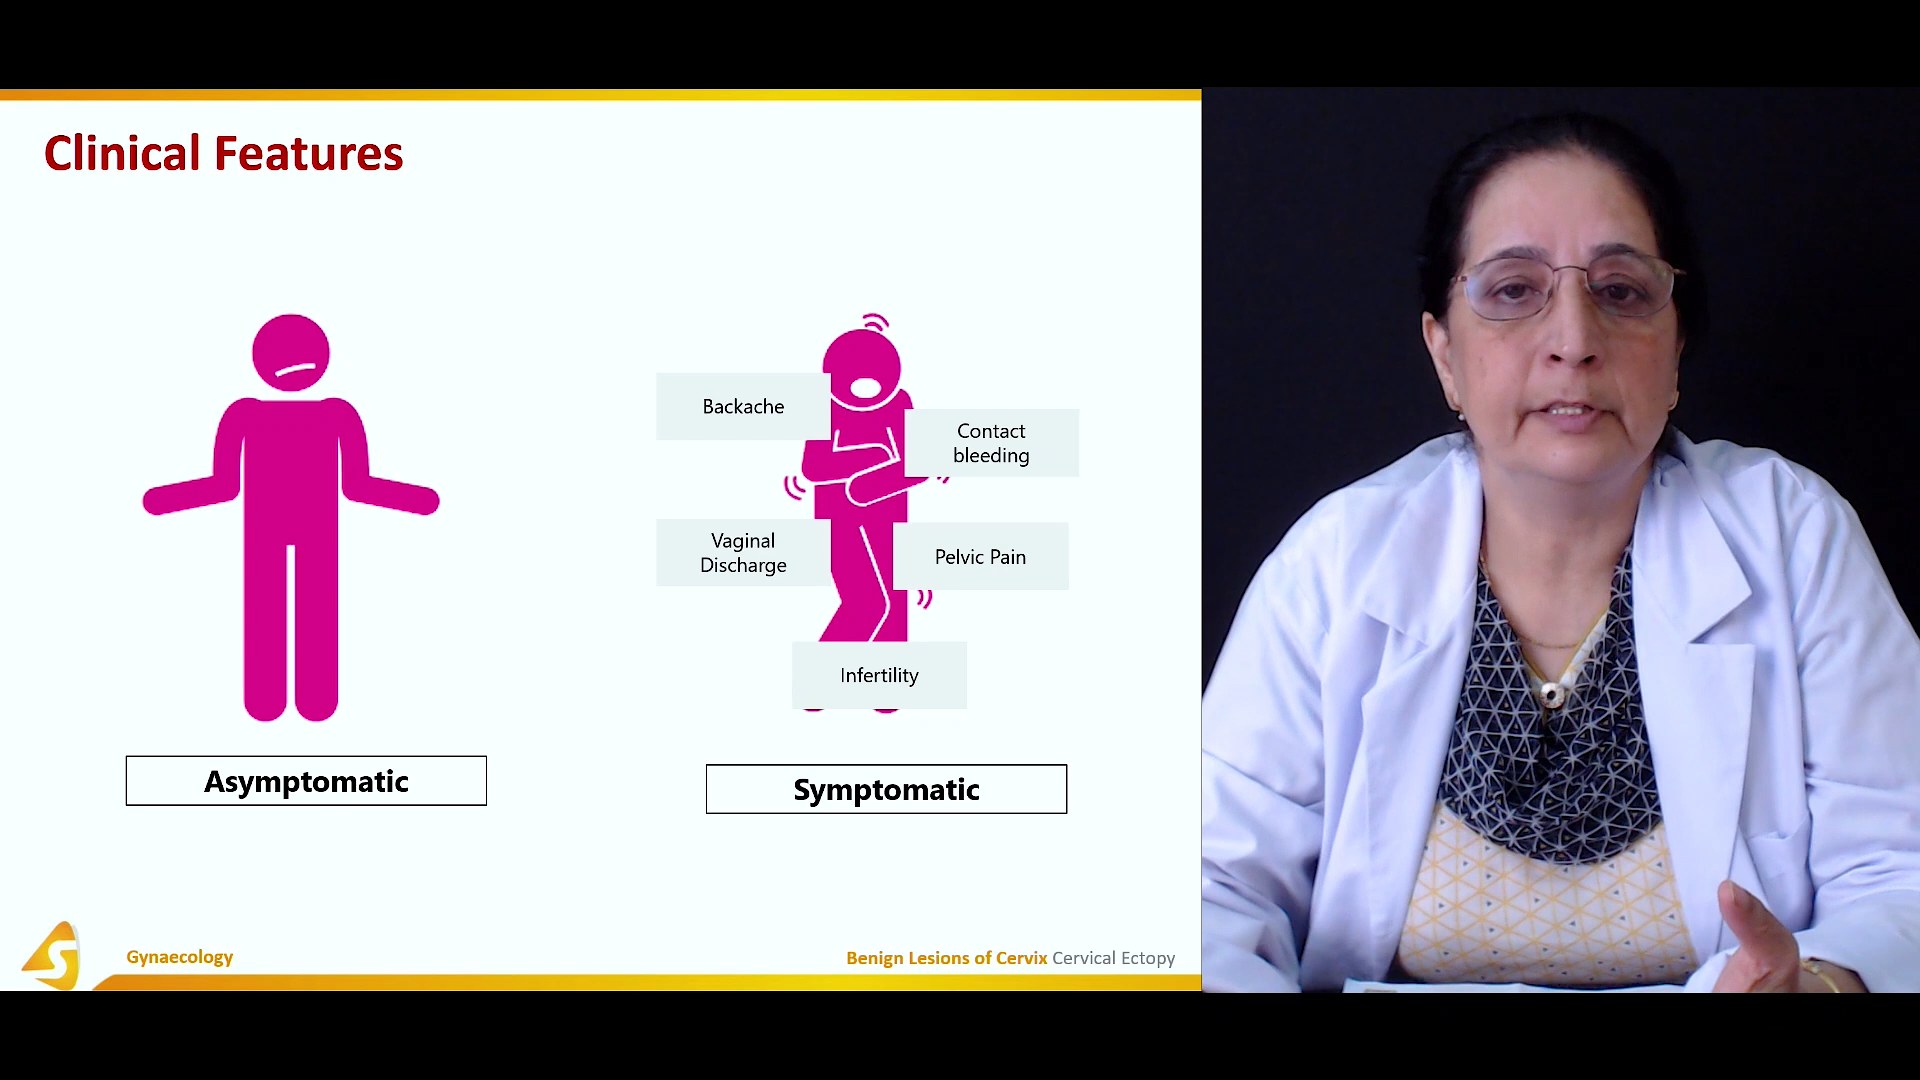 Clinical Features
Backache
Contact
bleeding
Vaginal
Discharge
Pelvic Pain
Infertility
Asymptomatic
Symptomatic
S
Gynaecology
Benign Lesions of Cervix Cervical Ectopy